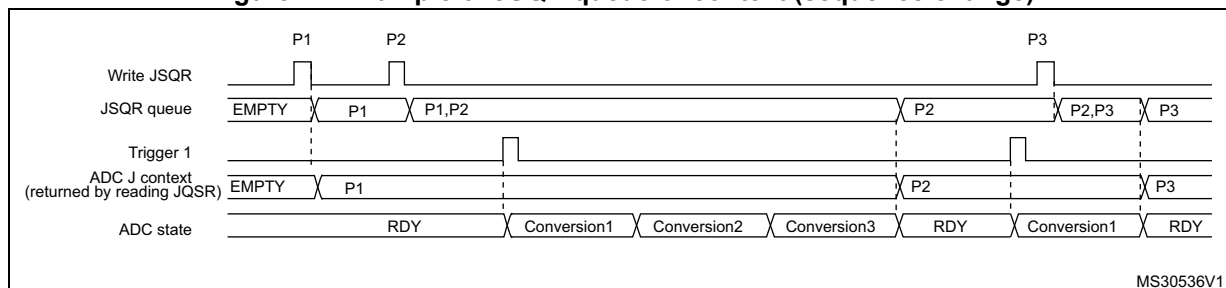 P1 P2 P3
Write JSQR
JSQR queue EMPTY P1 P1,P2 P2 P2,P3 P3
Trigger 1
ADC J context
(returned by reading JQSR) EMPTY P1 P2 P3
ADC state RDY Conversion1 Conversion2 Conversion3 RDY Conversion1 RDY
MS30536V1